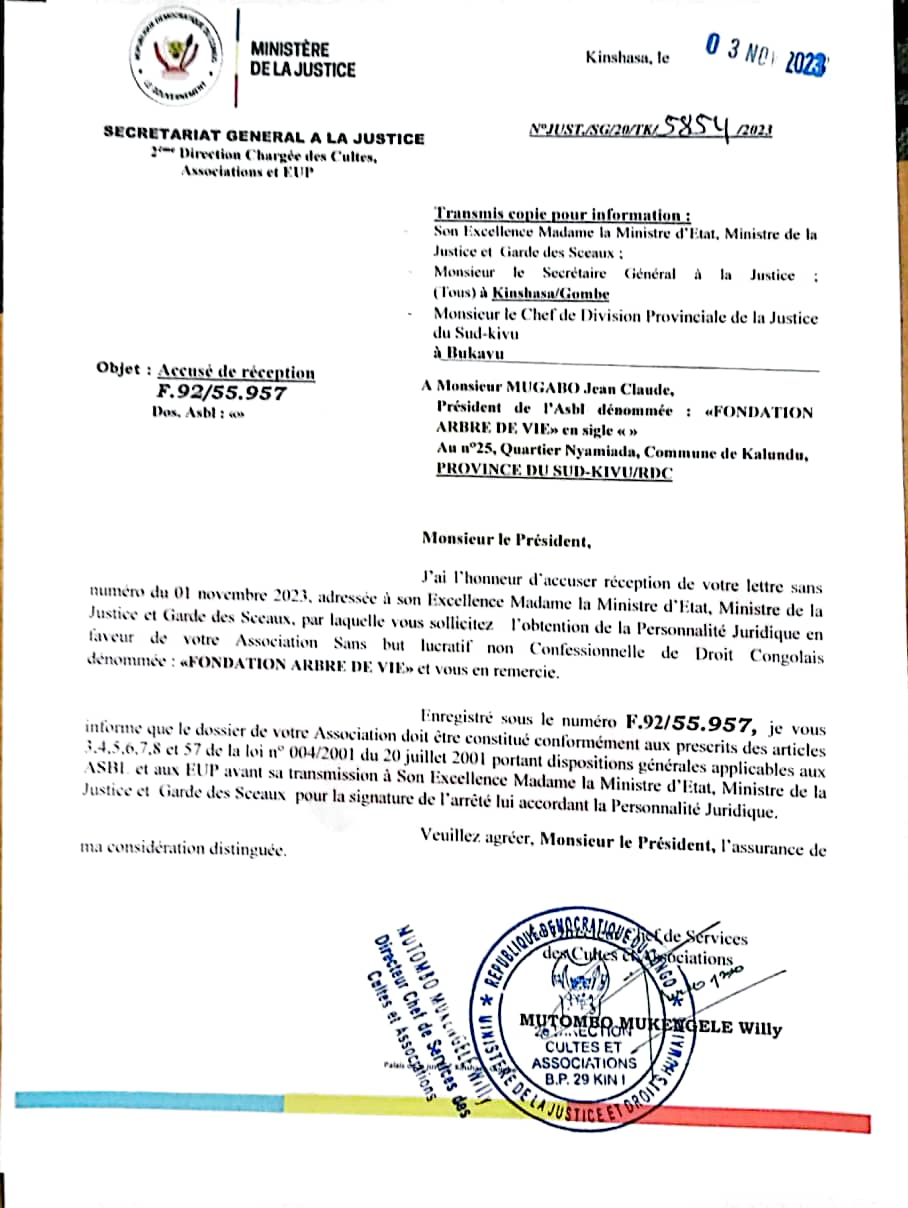 REPUBLIQUE DEMOCRATIQUE DU CONGO
GOUVERNEMENT
MINISTÈRE
DE LA JUSTICE
Kinshasa, le 03 NOV 2023
SECRETARIAT GENERAL A LA JUSTICE
2ème Direction Chargée des Cultes,
Associations et EUP
N°JUST./SG/20/TK/5854/2023
Transmis copie pour information :
- Son Excellence Madame la Ministre d'Etat, Ministre de la
Justice et Garde des Sceaux ;
- Monsieur le Secrétaire Général à la Justice ;
(Tous) à Kinshasa/Gombe
- Monsieur le Chef de Division Provinciale de la Justice
du Sud-kivu
à Bukavu
Objet : Accusé de réception
F.92/55.957
Dos. Asbl : «»
A Monsieur MUGABO Jean Claude,
Président de l'Asbl dénommée : «FONDATION
ARBRE DE VIE» en sigle « »
Au n°25, Quartier Nyamiada, Commune de Kalundu,
PROVINCE DU SUD-KIVU/RDC
Monsieur le Président,
J'ai l'honneur d'accuser réception de votre lettre sans
numéro du 01 novembre 2023, adressée à son Excellence Madame la Ministre d'Etat, Ministre de la
Justice et Garde des Sceaux, par laquelle vous sollicitez l'obtention de la Personnalité Juridique en
faveur de votre Association Sans but lucratif non Confessionnelle de Droit Congolais
dénommée : «FONDATION ARBRE DE VIE» et vous en remercie.
Enregistré sous le numéro F.92/55.957, je vous
informe que le dossier de votre Association doit être constitué conformément aux prescrits des articles
3,4,5,6,7,8 et 57 de la loi n° 004/2001 du 20 juillet 2001 portant dispositions générales applicables aux
ASBL et aux EUP avant sa transmission à Son Excellence Madame la Ministre d'Etat, Ministre de la
Justice et Garde des Sceaux pour la signature de l'arrêté lui accordant la Personnalité Juridique.
Veuillez agréer, Monsieur le Président, l'assurance de
ma considération distinguée.
de Services
des Cultes et Associations
MUTOMBO MUKENGELE Willy
MUTOMBO MUKENGELE Willy
Directeur Chef de Services des
Cultes et Associations
REPUBLIQUE DEMOCRATIQUE DU CONGO
DIRECTION
CULTES ET
ASSOCIATIONS
B.P. 29 KIN I
MINISTERE DE LA JUSTICE ET DROITS HUMAINS